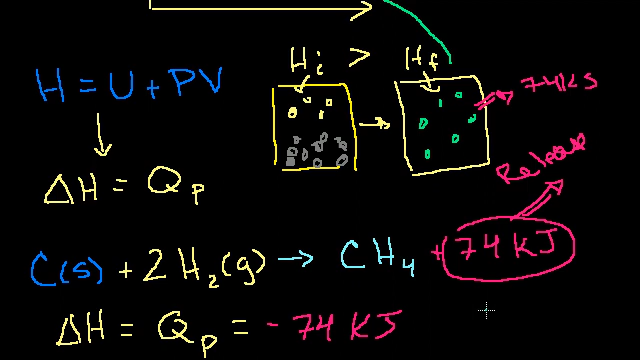 Hi > Hf
H = U + PV
74KJ
Release
ΔH = Qp
C(s) + 2H₂(g) → CH₄ + 74 KJ
ΔH = Qp = -74 KJ